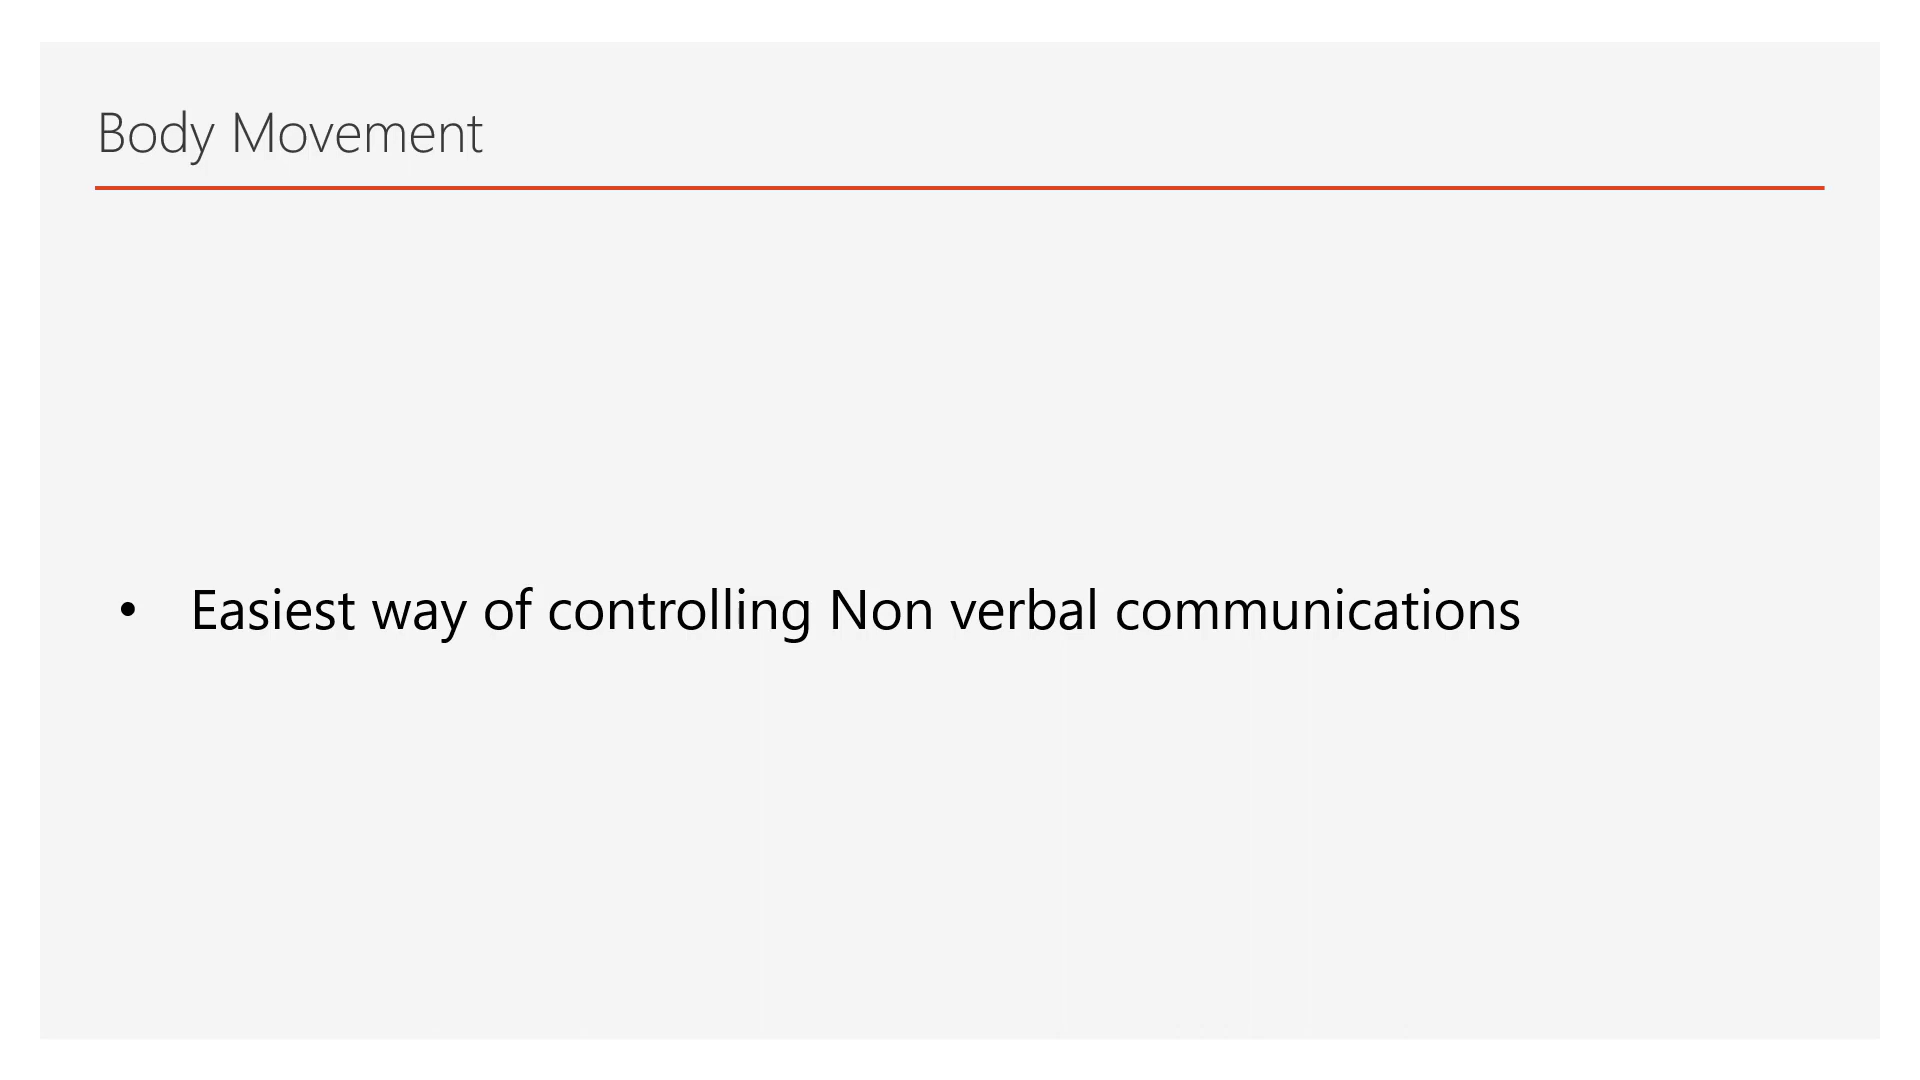 Body Movement
• Easiest way of controlling Non verbal communications